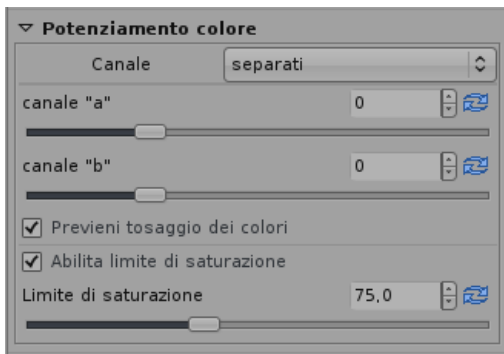 Potenziamento colore
Canale separati
canale "a" 0
canale "b" 0
Previeni tosaggio dei colori
Abilita limite di saturazione
Limite di saturazione 75,0